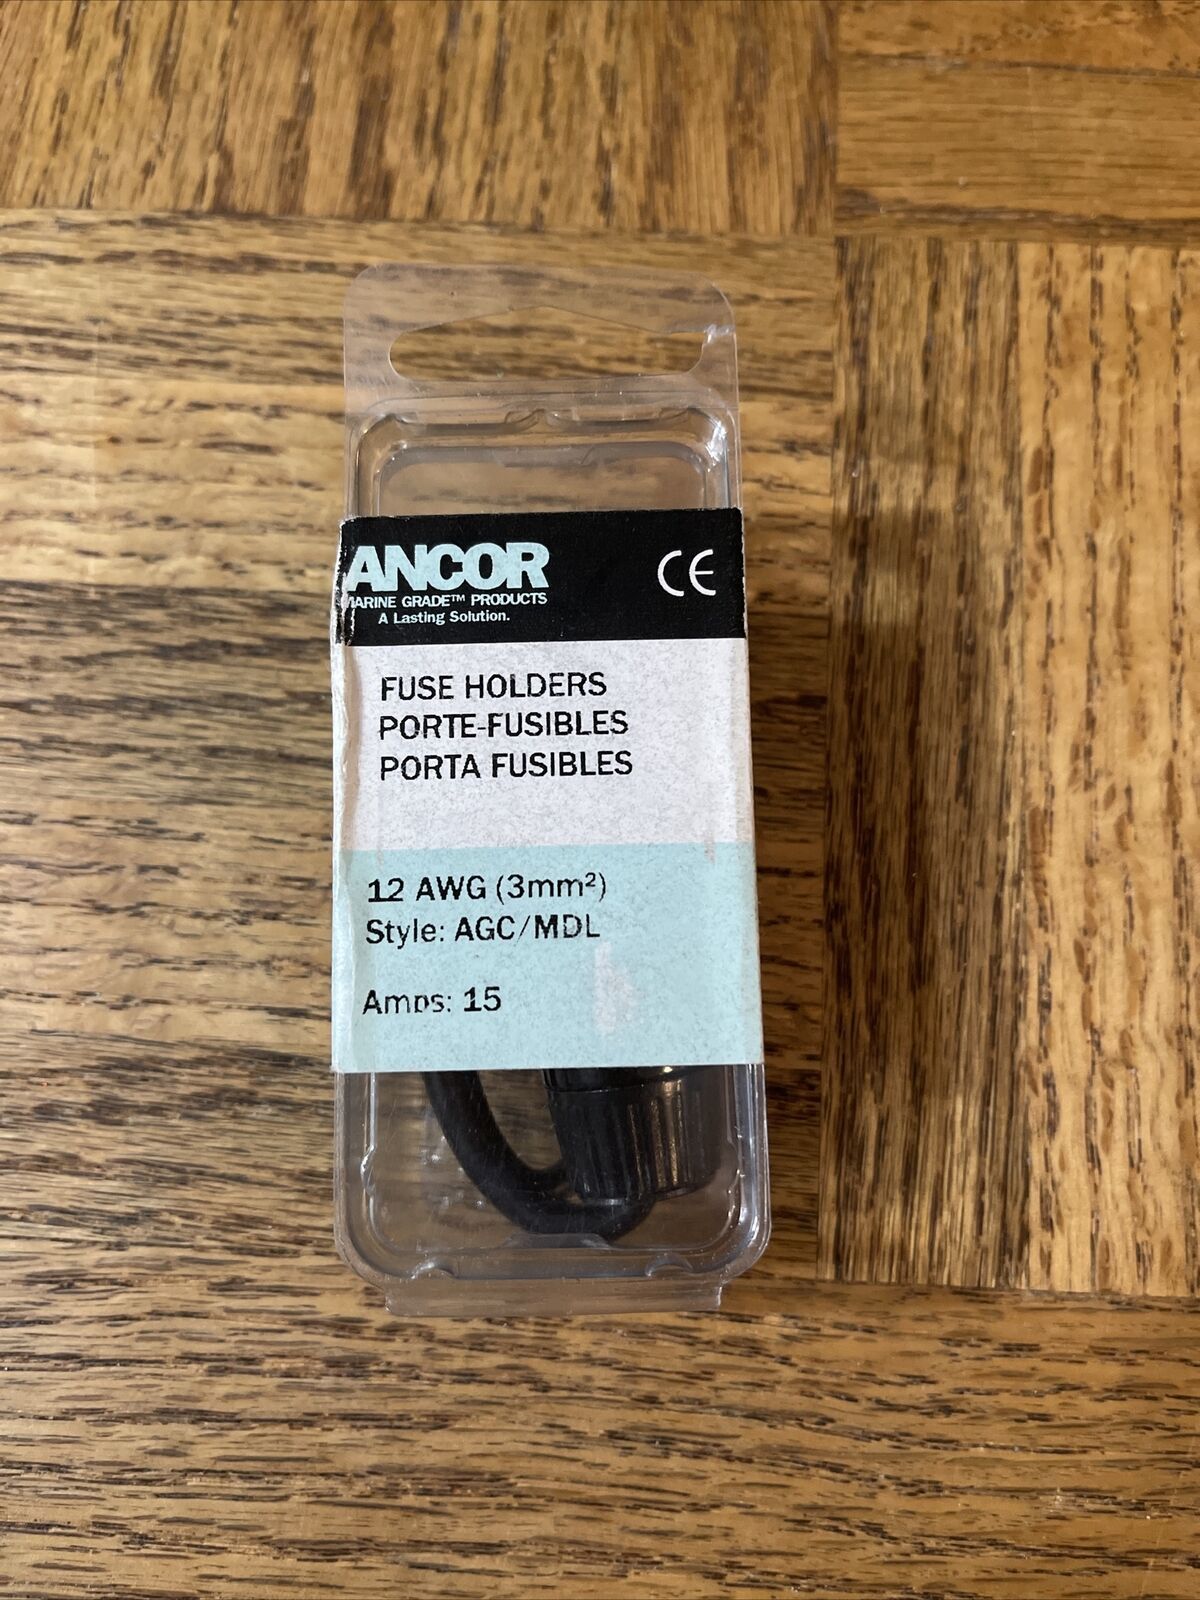 ANCOR
MARINE GRADE™ PRODUCTS
A Lasting Solution.
CE
FUSE HOLDERS
PORTE-FUSIBLES
PORTA FUSIBLES
12 AWG (3mm²)
Style: AGC/MDL
Amps: 15